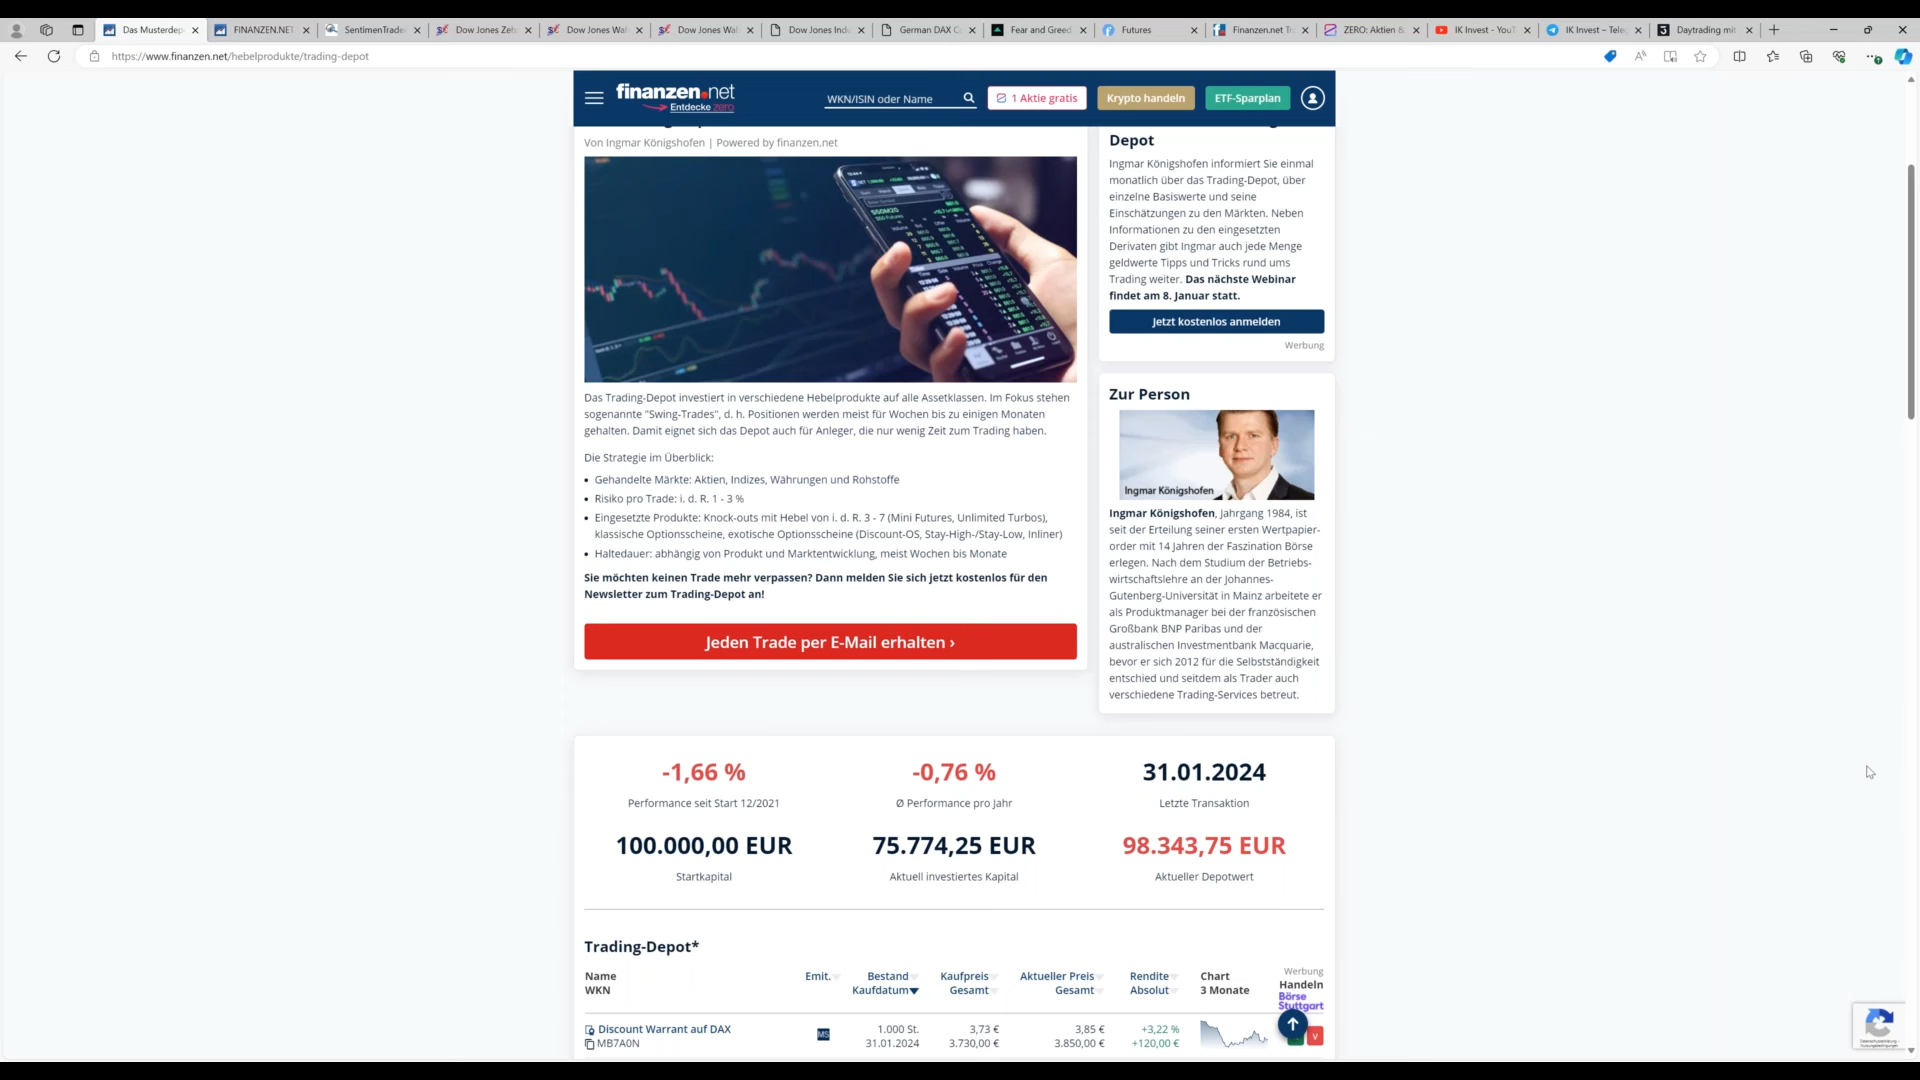 Das Musterdep
FINANZEN.NET
SentimenTrade
Dow Jones Zeit
Dow Jones Wal
Dow Jones Wal
Dow Jones Indu
German DAX C
Fear and Greed
Futures
Finanzen.net Tr
ZERO: Aktien &
IK Invest - YouT
IK Invest – Tele
Daytrading mit
https://www.finanzen.net/hebelprodukte/trading-depot
finanzen.net
Entdecke zero
WKN/ISIN oder Name
1 Aktie gratis
Krypto handeln
ETF-Sparplan
Von Ingmar Königshofen | Powered by finanzen.net
Das Trading-Depot investiert in verschiedene Hebelprodukte auf alle Assetklassen. Im Fokus stehen
sogenannte "Swing-Trades", d. h. Positionen werden meist für Wochen bis zu einigen Monaten
gehalten. Damit eignet sich das Depot auch für Anleger, die nur wenig Zeit zum Trading haben.
Die Strategie im Überblick:
• Gehandelte Märkte: Aktien, Indizes, Währungen und Rohstoffe
• Risiko pro Trade: i. d. R. 1 - 3 %
• Eingesetzte Produkte: Knock-outs mit Hebel von i. d. R. 3 - 7 (Mini Futures, Unlimited Turbos),
klassische Optionsscheine, exotische Optionsscheine (Discount-OS, Stay-High-/Stay-Low, Inliner)
• Haltedauer: abhängig von Produkt und Marktentwicklung, meist Wochen bis Monate
Sie möchten keinen Trade mehr verpassen? Dann melden Sie sich jetzt kostenlos für den
Newsletter zum Trading-Depot an!
Jeden Trade per E-Mail erhalten ›
Depot
Ingmar Königshofen informiert Sie einmal
monatlich über das Trading-Depot, über
einzelne Basiswerte und seine
Einschätzungen zu den Märkten. Neben
Informationen zu den eingesetzten
Derivaten gibt Ingmar auch jede Menge
geldwerte Tipps und Tricks rund ums
Trading weiter. Das nächste Webinar
findet am 8. Januar statt.
Jetzt kostenlos anmelden
Werbung
Zur Person
Ingmar Königshofen
Ingmar Königshofen, Jahrgang 1984, ist
seit der Erteilung seiner ersten Wertpapier-
order mit 14 Jahren der Faszination Börse
erlegen. Nach dem Studium der Betriebs-
wirtschaftslehre an der Johannes-
Gutenberg-Universität in Mainz arbeitete er
als Produktmanager bei der französischen
Großbank BNP Paribas und der
australischen Investmentbank Macquarie,
bevor er sich 2012 für die Selbstständigkeit
entschied und seitdem als Trader auch
verschiedene Trading-Services betreut.
-1,66 %
Performance seit Start 12/2021
-0,76 %
Ø Performance pro Jahr
31.01.2024
Letzte Transaktion
100.000,00 EUR
Startkapital
75.774,25 EUR
Aktuell investiertes Kapital
98.343,75 EUR
Aktueller Depotwert
Trading-Depot*
Name
WKN
Emit.
Bestand
Kaufdatum
Kaufpreis
Gesamt
Aktueller Preis
Gesamt
Rendite
Absolut
Chart
3 Monate
Werbung
Handeln
Börse
Stuttgart
Discount Warrant auf DAX
MB7A0N
MS
1.000 St.
31.01.2024
3,73 €
3.730,00 €
3,85 €
3.850,00 €
+3,22 %
+120,00 €
V